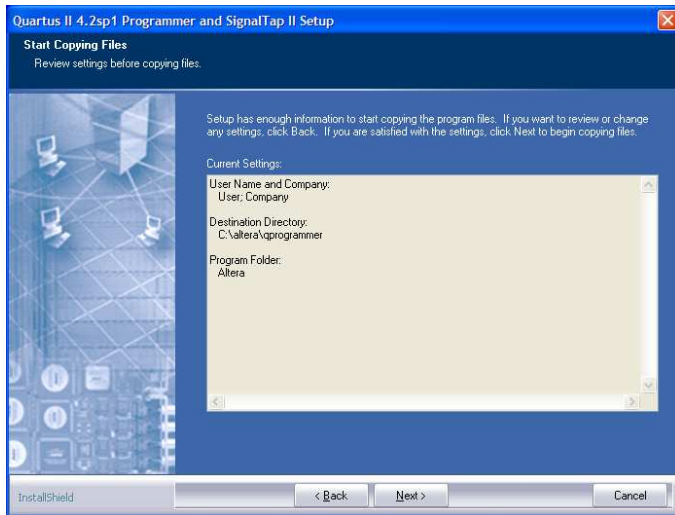 Quartus II 4.2sp1 Programmer and SignalTap II Setup
Start Copying Files
Review settings before copying files.
Setup has enough information to start copying the program files. If you want to review or change
any settings, click Back. If you are satisfied with the settings, click Next to begin copying files.
Current Settings:
User Name and Company:
User; Company
Destination Directory:
C:\altera\qprogrammer
Program Folder:
Altera
InstallShield
< Back
Next >
Cancel